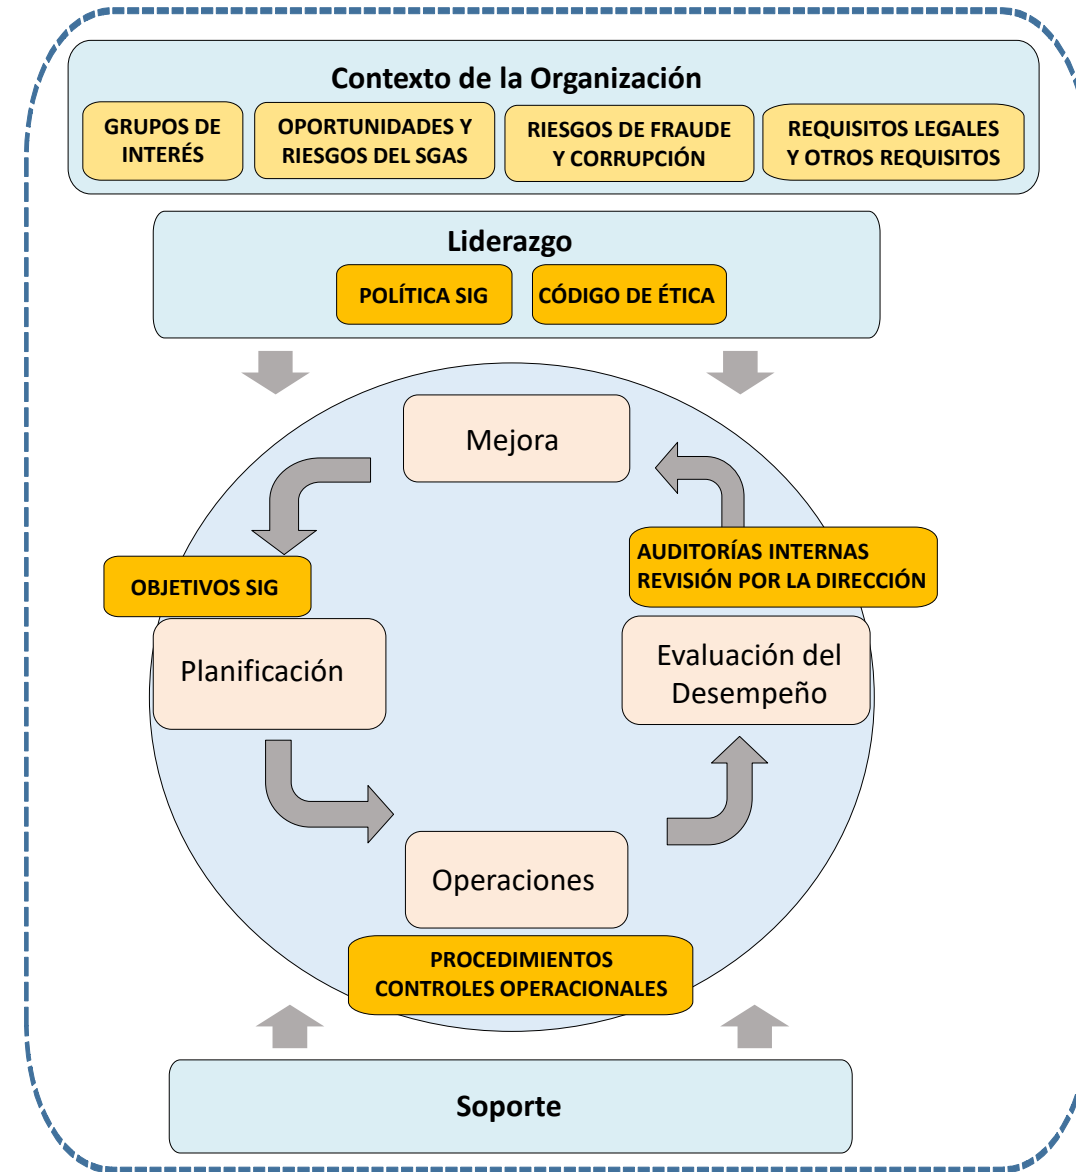 Contexto de la Organización
GRUPOS DE
INTERÉS
OPORTUNIDADES Y
RIESGOS DEL SGAS
RIESGOS DE FRAUDE
Y CORRUPCIÓN
REQUISITOS LEGALES
Y OTROS REQUISITOS
Liderazgo
POLÍTICA SIG
CÓDIGO DE ÉTICA
Mejora
OBJETIVOS SIG
AUDITORÍAS INTERNAS
REVISIÓN POR LA DIRECCIÓN
Planificación
Evaluación del
Desempeño
Operaciones
PROCEDIMIENTOS
CONTROLES OPERACIONALES
Soporte